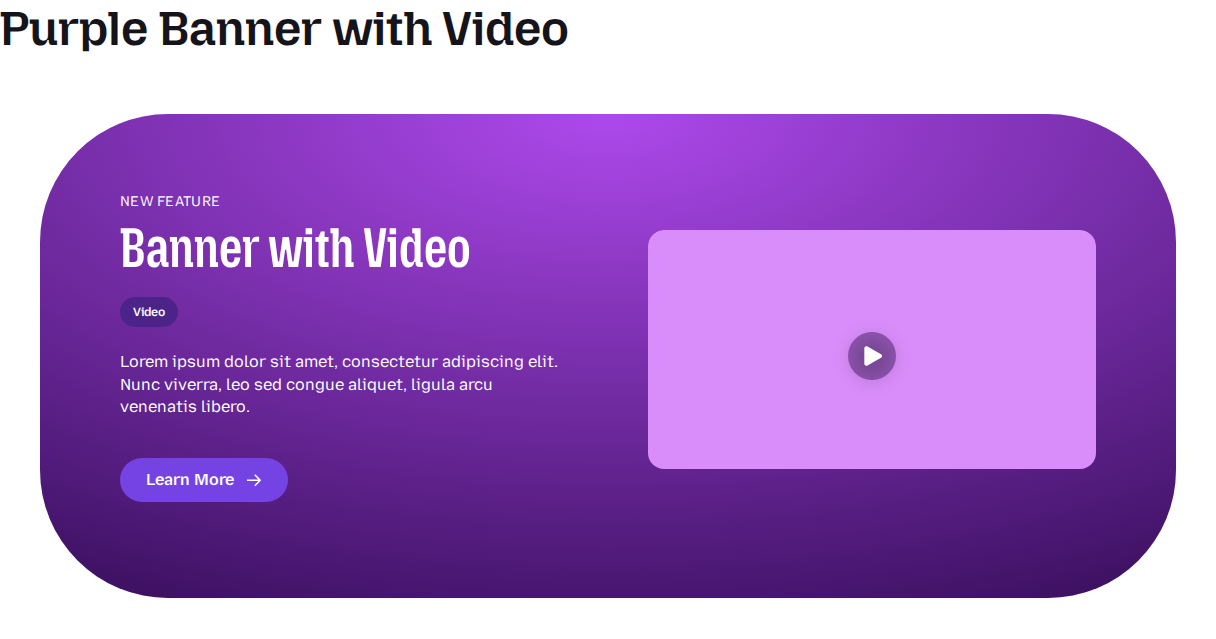 Purple Banner with Video
NEW FEATURE
Banner with Video
Video
Lorem ipsum dolor sit amet, consectetur adipiscing elit.
Nunc viverra, leo sed congue aliquet, ligula arcu
venenatis libero.
Learn More →